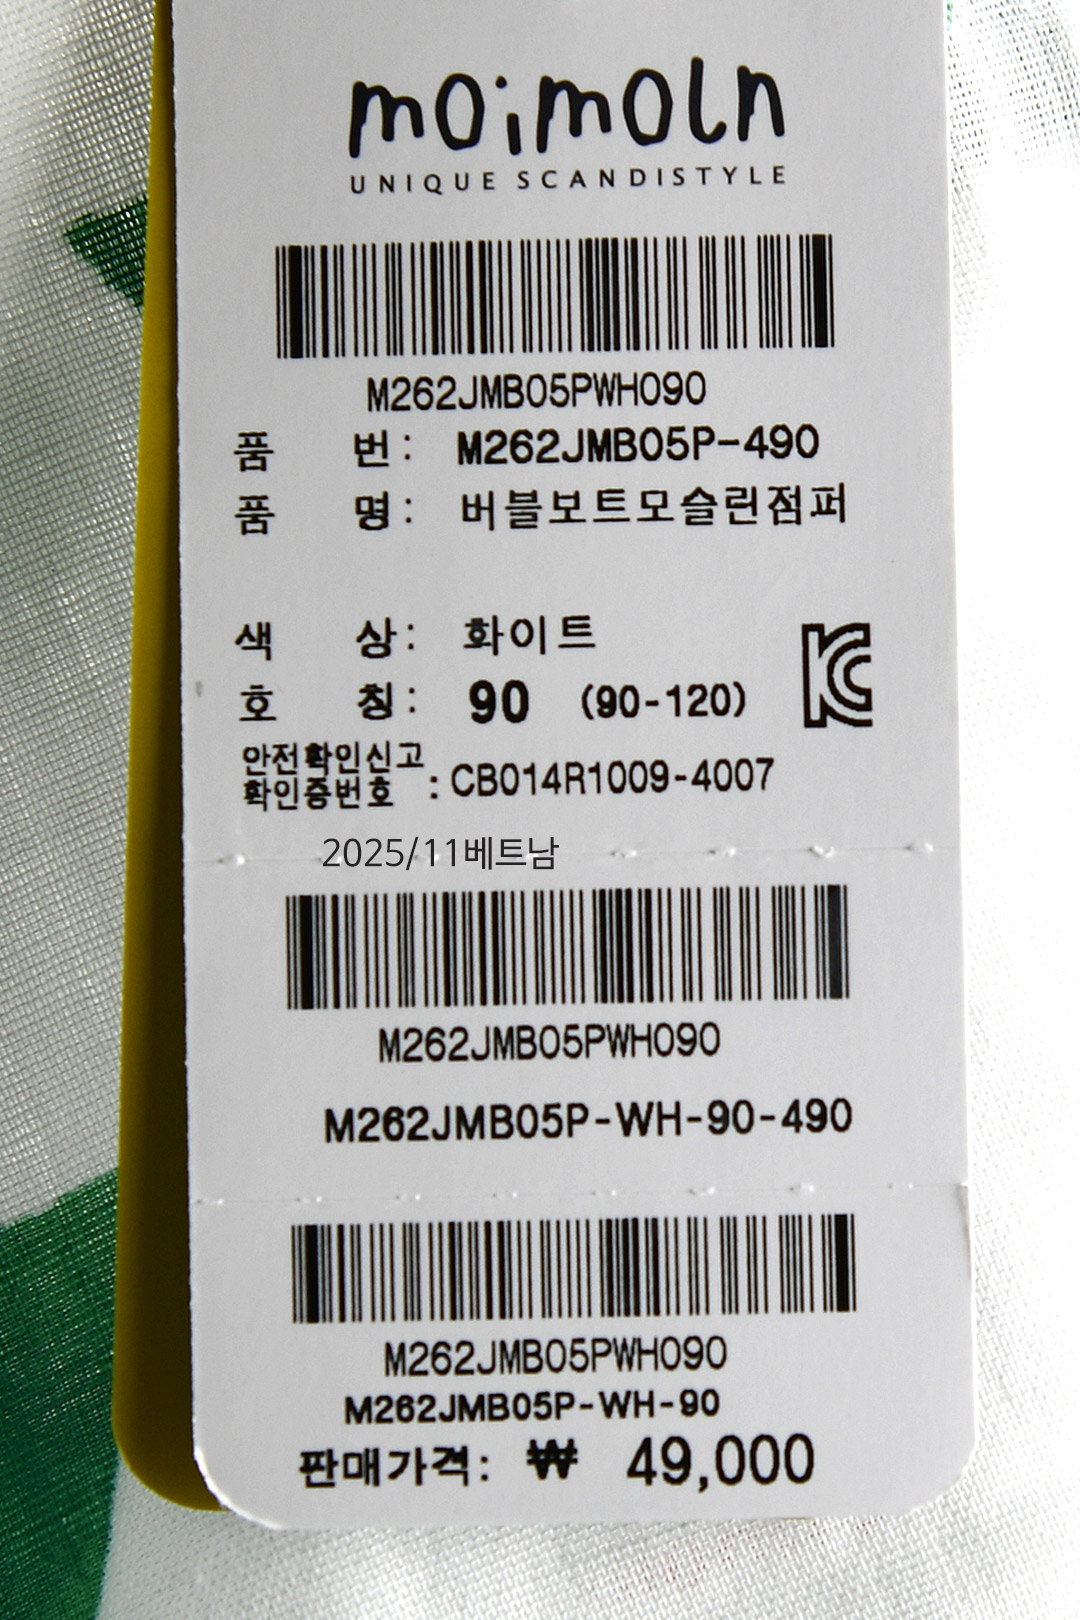 moimoln
UNIQUE SCANDISTYLE
M262JMB05PWH090
품 번: M262JMB05P-490
품 명: 버블보트모슬린점퍼
색 상: 화이트
호 칭: 90 (90-120)
안전확인신고
확인증번호 : CB014R1009-4007
2025/11베트남
M262JMB05PWH090
M262JMB05P-WH-90-490
M262JMB05PWH090
M262JMB05P-WH-90
판매가격: ₩ 49,000